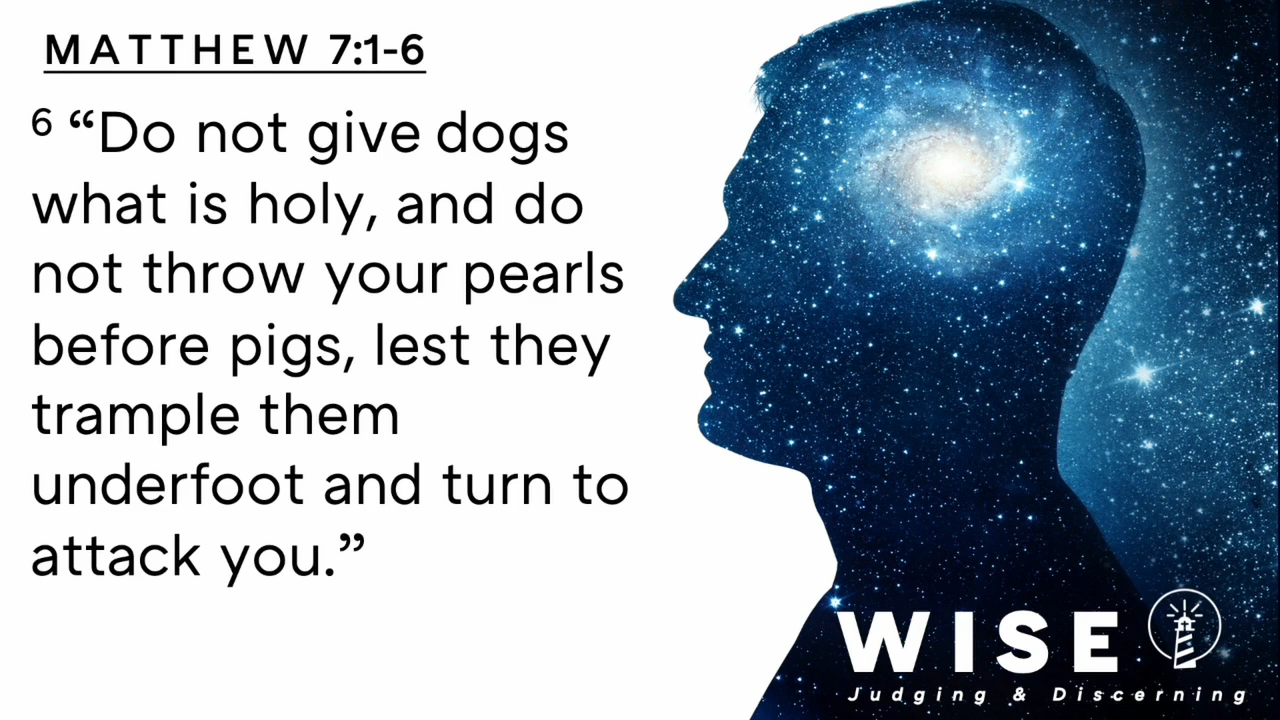 MATTHEW 7:1-6
6 “Do not give dogs
what is holy, and do
not throw your pearls
before pigs, lest they
trample them
underfoot and turn to
attack you.”
WISE
Judging & Discerning